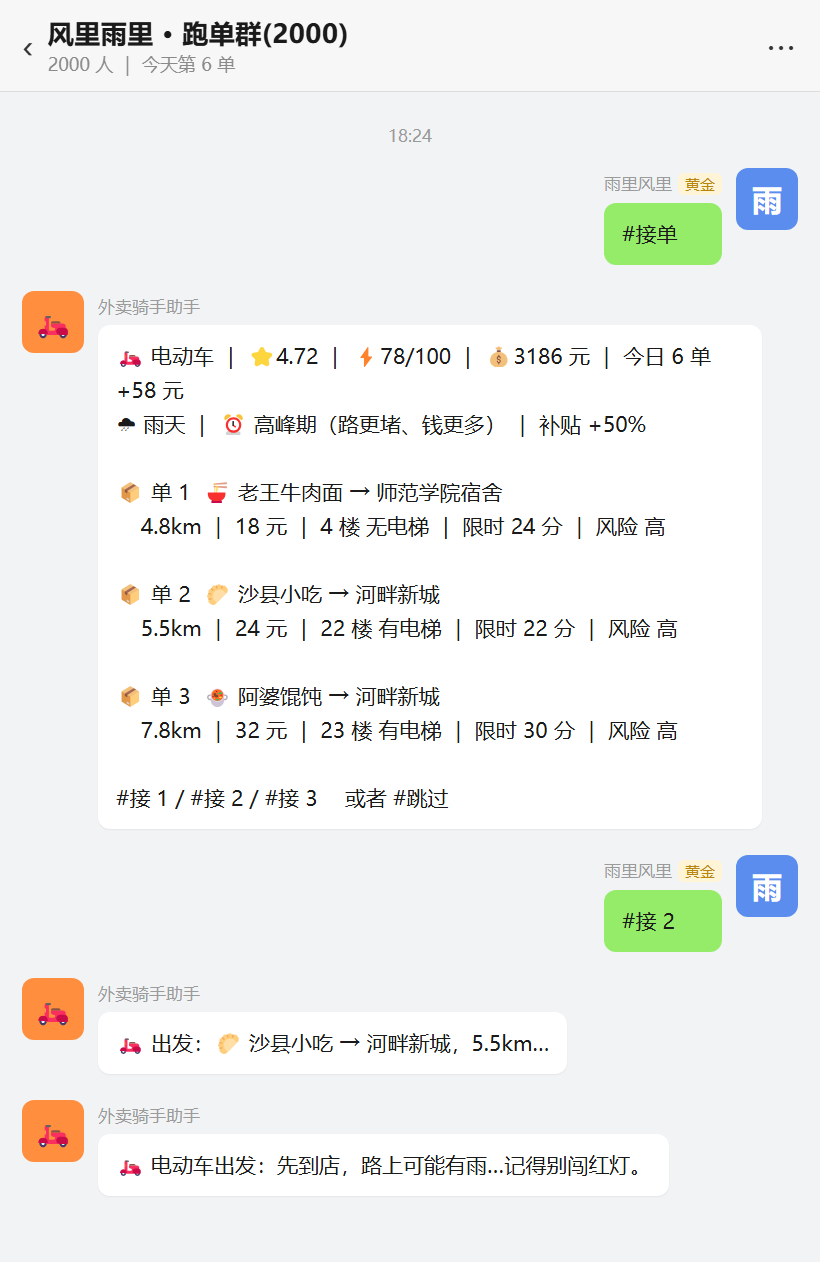 风里雨里 • 跑单群(2000)
2000 人 | 今天第 6 单
18:24
雨里风里 黄金
雨
#接单
外卖骑手助手
🛵 电动车 | ⭐4.72 | ⚡78/100 | 💰3186 元 | 今日 6 单
+58 元
🌧 雨天 | ⏰ 高峰期（路更堵、钱更多） | 补贴 +50%
📦 单 1 🍜 老王牛肉面 → 师范学院宿舍
4.8km | 18 元 | 4 楼 无电梯 | 限时 24 分 | 风险 高
📦 单 2 🥟 沙县小吃 → 河畔新城
5.5km | 24 元 | 22 楼 有电梯 | 限时 22 分 | 风险 高
📦 单 3 🍲 阿婆馄饨 → 河畔新城
7.8km | 32 元 | 23 楼 有电梯 | 限时 30 分 | 风险 高
#接 1 / #接 2 / #接 3 或者 #跳过
雨里风里 黄金
雨
#接 2
外卖骑手助手
🛵 出发：🥟 沙县小吃 → 河畔新城，5.5km...
外卖骑手助手
🛵 电动车出发：先到店，路上可能有雨...记得别闯红灯。